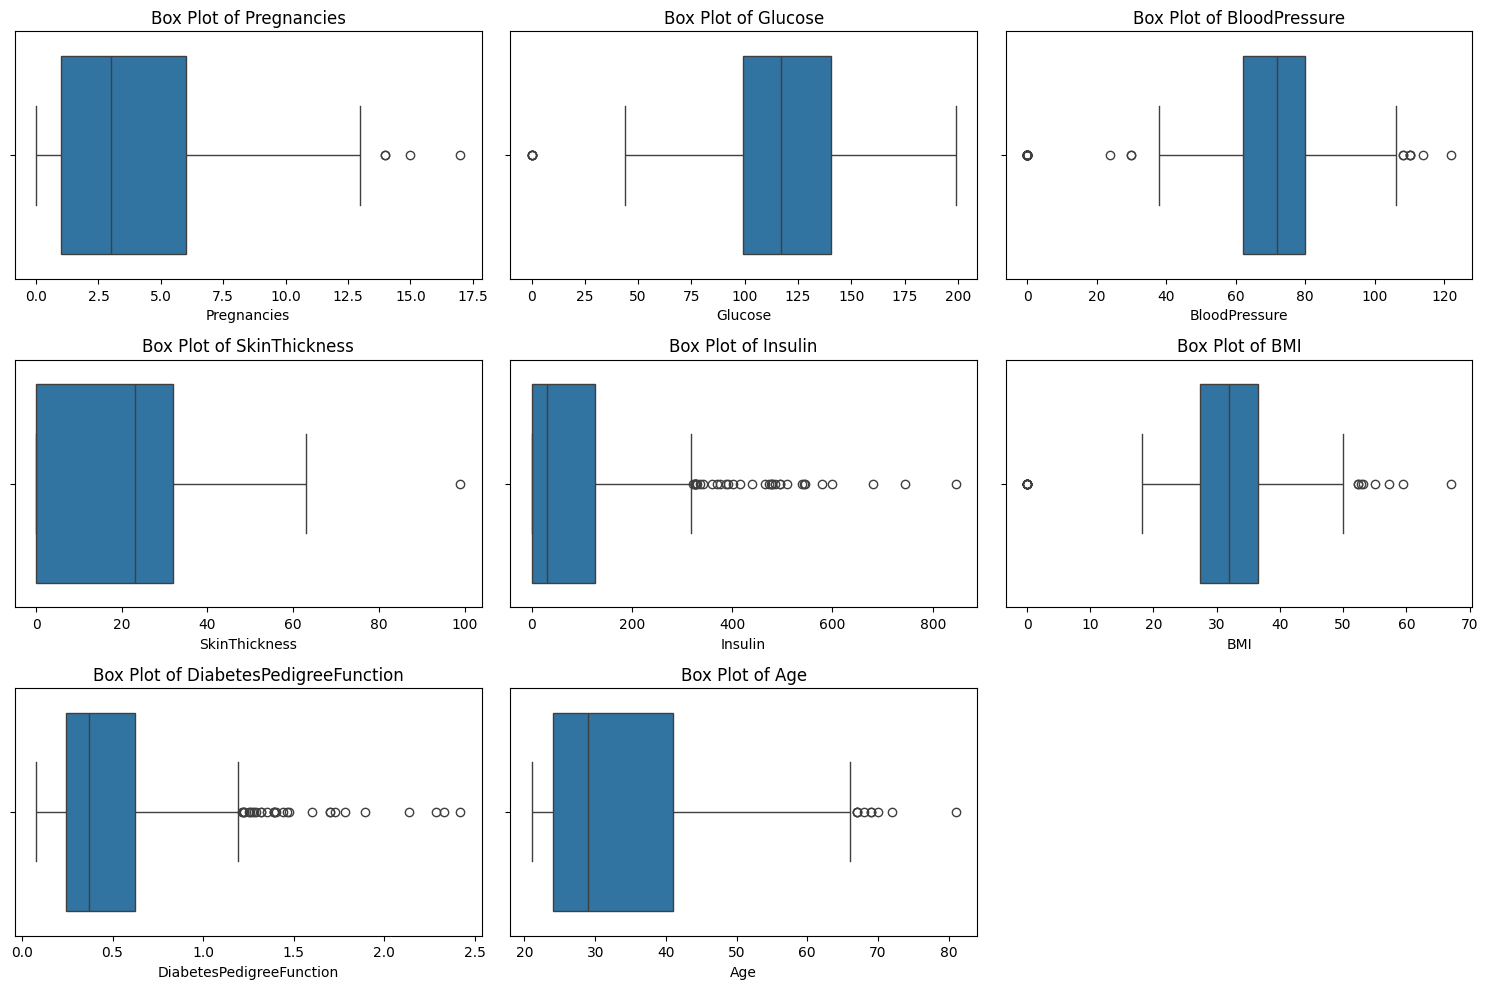 Box Plot of Pregnancies
0.0 2.5 5.0 7.5 10.0 12.5 15.0 17.5
Pregnancies
Box Plot of Glucose
0 25 50 75 100 125 150 175 200
Glucose
Box Plot of BloodPressure
0 20 40 60 80 100 120
BloodPressure
Box Plot of SkinThickness
0 20 40 60 80 100
SkinThickness
Box Plot of Insulin
0 200 400 600 800
Insulin
Box Plot of BMI
0 10 20 30 40 50 60 70
BMI
Box Plot of DiabetesPedigreeFunction
0.0 0.5 1.0 1.5 2.0 2.5
DiabetesPedigreeFunction
Box Plot of Age
20 30 40 50 60 70 80
Age